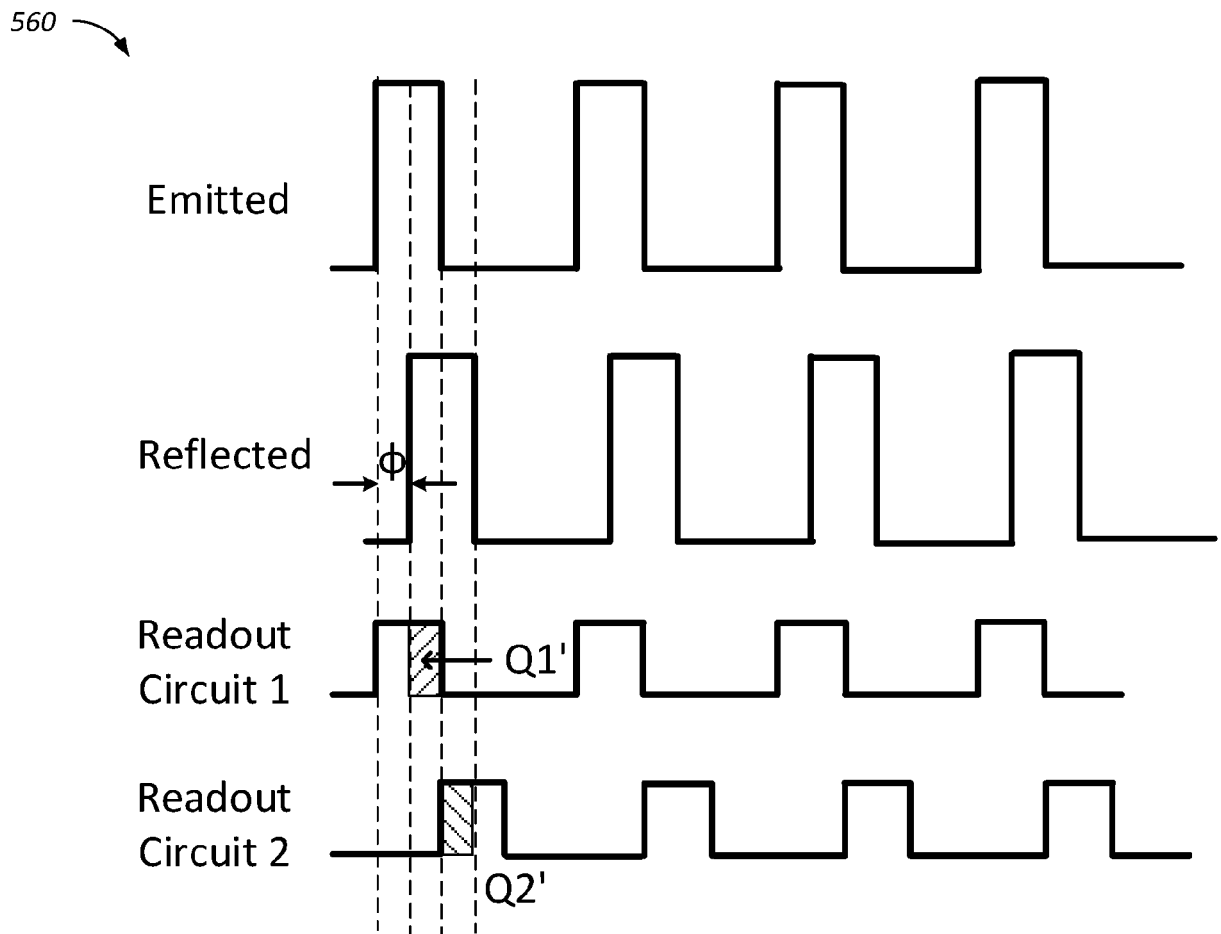 560
Emitted
Reflected
ϕ
Readout
Circuit 1
Q1'
Readout
Circuit 2
Q2'